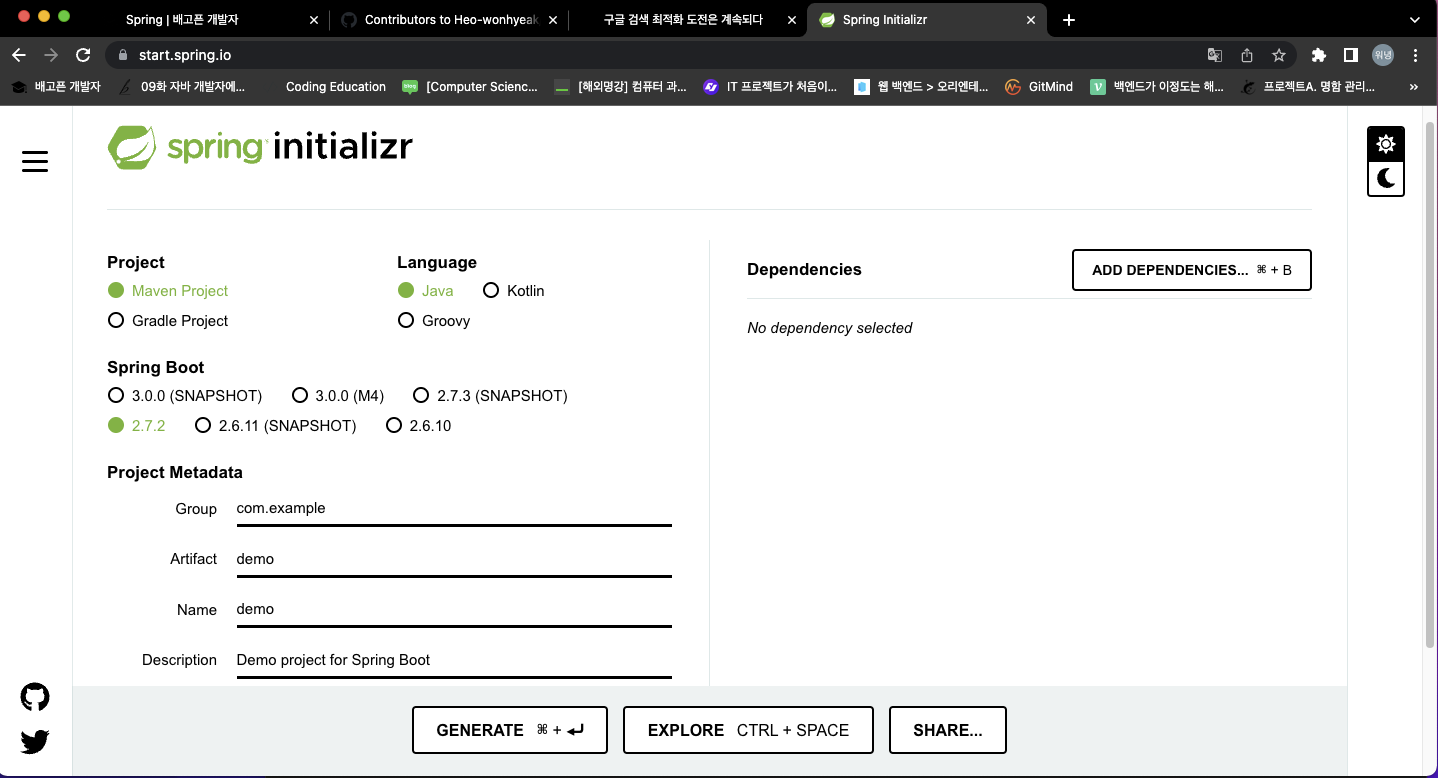 Spring | 배고픈 개발자
Contributors to Heo-wonhyeak
구글 검색 최적화 도전은 계속되다
Spring Initializr
start.spring.io
워녕
배고픈 개발자
09화 자바 개발자에...
Coding Education
[Computer Scienc...
[해외명강] 컴퓨터 과...
IT 프로젝트가 처음이...
웹 백엔드 > 오리엔테...
GitMind
백엔드가 이정도는 해...
프로젝트A. 명함 관리...
»
spring initializr
Project
Maven Project
Gradle Project
Language
Java
Kotlin
Groovy
Spring Boot
3.0.0 (SNAPSHOT)
3.0.0 (M4)
2.7.3 (SNAPSHOT)
2.7.2
2.6.11 (SNAPSHOT)
2.6.10
Project Metadata
Group com.example
Artifact demo
Name demo
Description Demo project for Spring Boot
Dependencies
ADD DEPENDENCIES... ⌘ + B
No dependency selected
GENERATE ⌘ + ↵
EXPLORE CTRL + SPACE
SHARE...